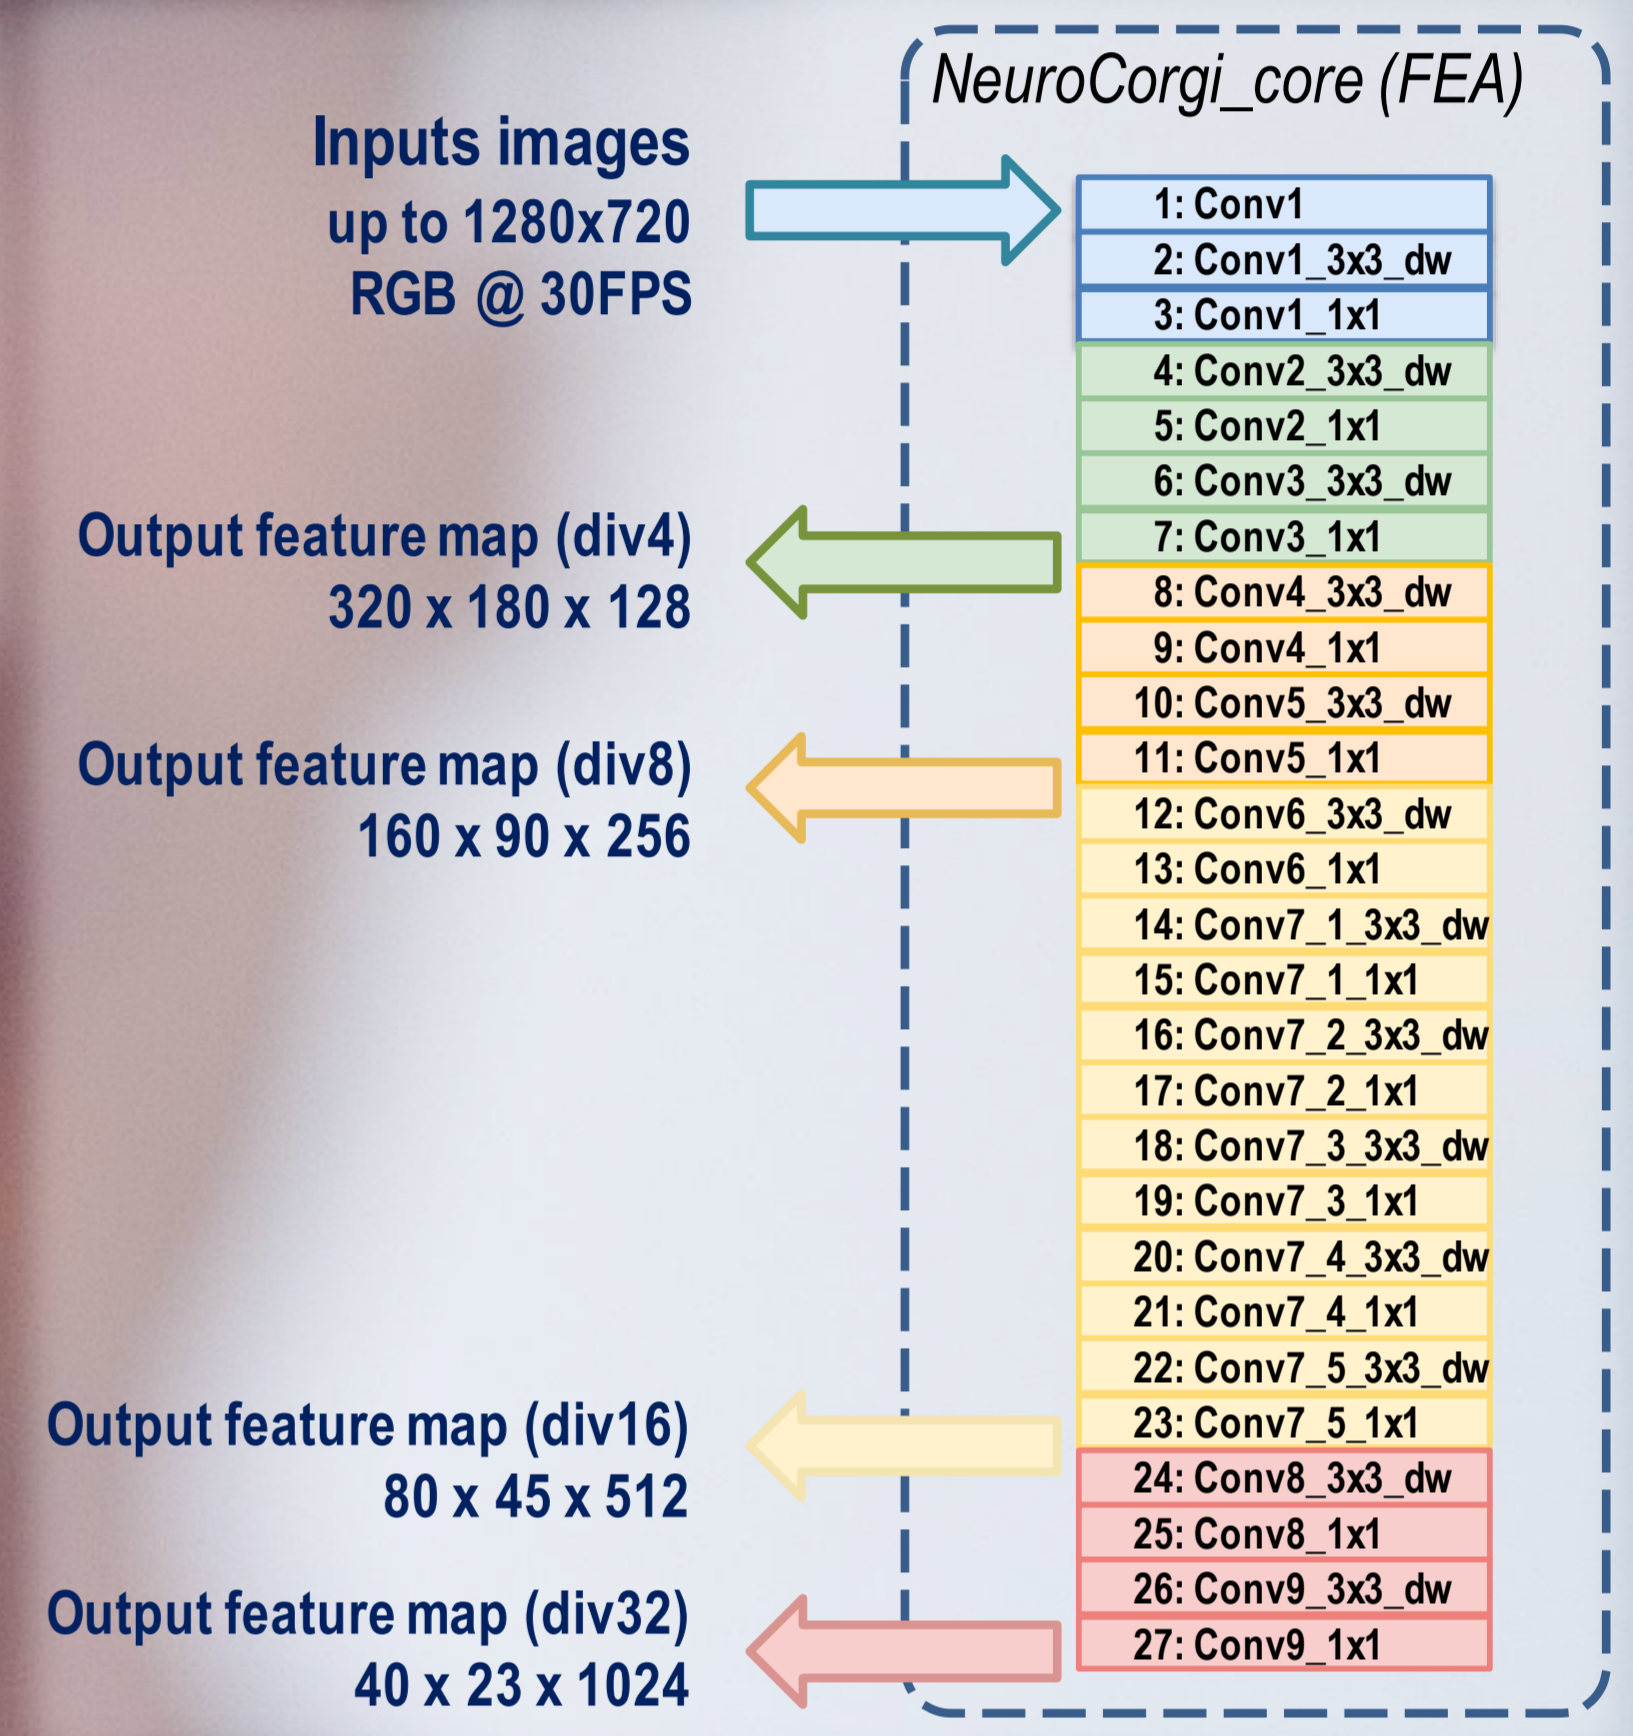 NeuroCorgi_core (FEA)
Inputs images
up to 1280x720
RGB @ 30FPS
1: Conv1
2: Conv1_3x3_dw
3: Conv1_1x1
4: Conv2_3x3_dw
5: Conv2_1x1
6: Conv3_3x3_dw
7: Conv3_1x1
Output feature map (div4)
320 x 180 x 128
8: Conv4_3x3_dw
9: Conv4_1x1
10: Conv5_3x3_dw
11: Conv5_1x1
Output feature map (div8)
160 x 90 x 256
12: Conv6_3x3_dw
13: Conv6_1x1
14: Conv7_1_3x3_dw
15: Conv7_1_1x1
16: Conv7_2_3x3_dw
17: Conv7_2_1x1
18: Conv7_3_3x3_dw
19: Conv7_3_1x1
20: Conv7_4_3x3_dw
21: Conv7_4_1x1
22: Conv7_5_3x3_dw
23: Conv7_5_1x1
Output feature map (div16)
80 x 45 x 512
24: Conv8_3x3_dw
25: Conv8_1x1
26: Conv9_3x3_dw
27: Conv9_1x1
Output feature map (div32)
40 x 23 x 1024